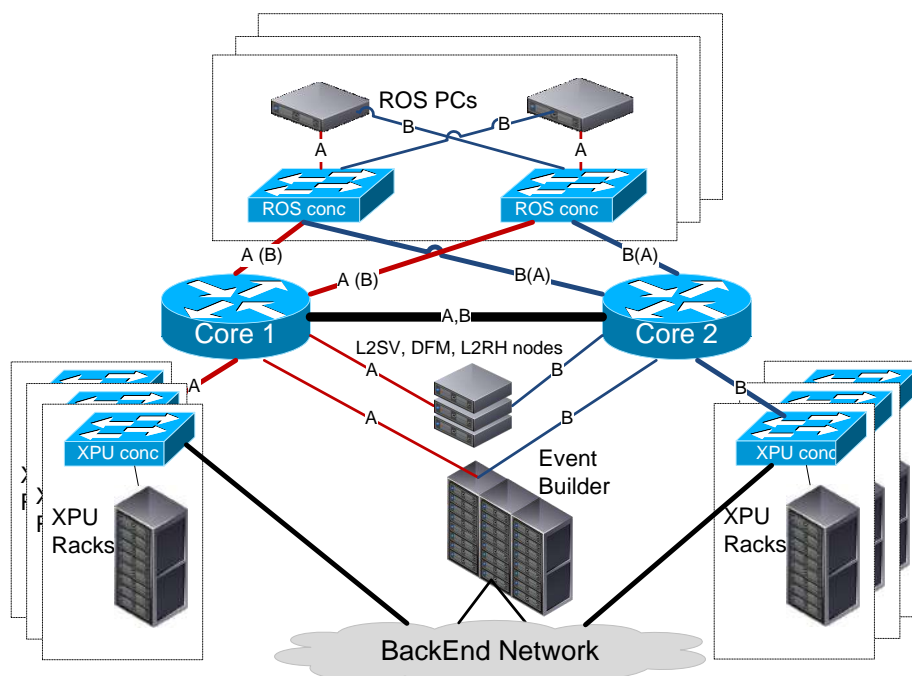 ROS PCs
B
B
A
A
ROS conc
ROS conc
A (B)
A (B)
B(A)
B(A)
Core 1
A,B
Core 2
L2SV, DFM, L2RH nodes
A
A
B
B
A
B
XPU conc
XPU conc
Event
Builder
XPU
Racks
XPU
Racks
BackEnd Network